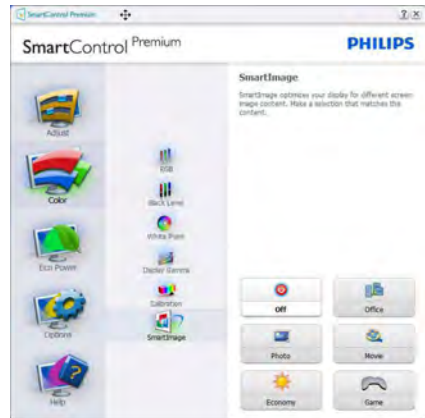 SmartControl Premium
SmartControl Premium
PHILIPS
SmartImage
SmartImage optimizes your display for different screen
image content. Make a selection that matches the
content.
Adjust
Color
Eco Power
Options
Help
RGB
Black Level
White Point
Display Gamma
Calibration
SmartImage
Off
Office
Photo
Movie
Economy
Game